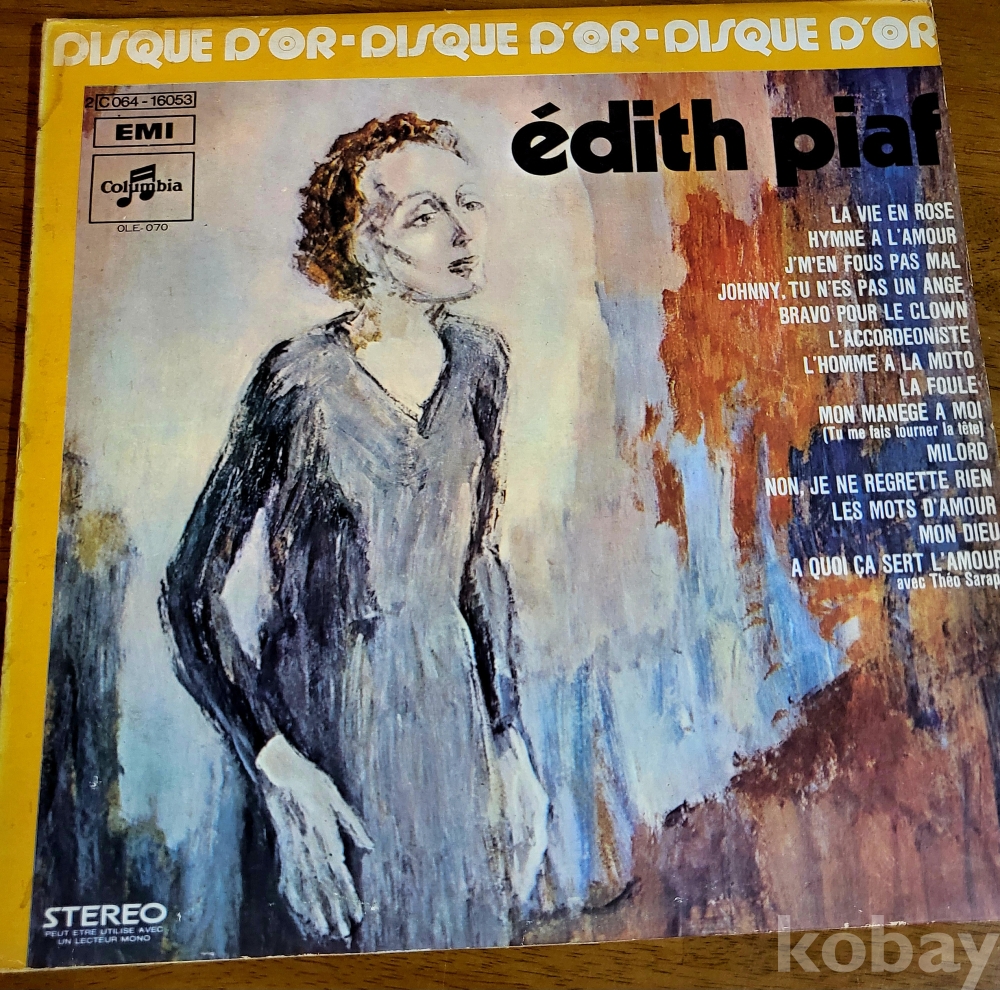 DISQUE D'OR-DISQUE D'OR-DISQUE D'OR
2 C 064 - 16053
EMI
Columbia
OLE-070
édith piaf
LA VIE EN ROSE
HYMNE A L'AMOUR
J'M'EN FOUS PAS MAL
JOHNNY, TU N'ES PAS UN ANGE
BRAVO POUR LE CLOWN
L'ACCORDEONISTE
L'HOMME A LA MOTO
LA FOULE
MON MANEGE A MOI
(Tu me fais tourner la tête)
MILORD
NON, JE NE REGRETTE RIEN
LES MOTS D'AMOUR
MON DIEU
A QUOI ÇA SERT L'AMOUR
avec Théo Sarap
STEREO
PEUT ETRE UTILISE AVEC
UN LECTEUR MONO
kobay